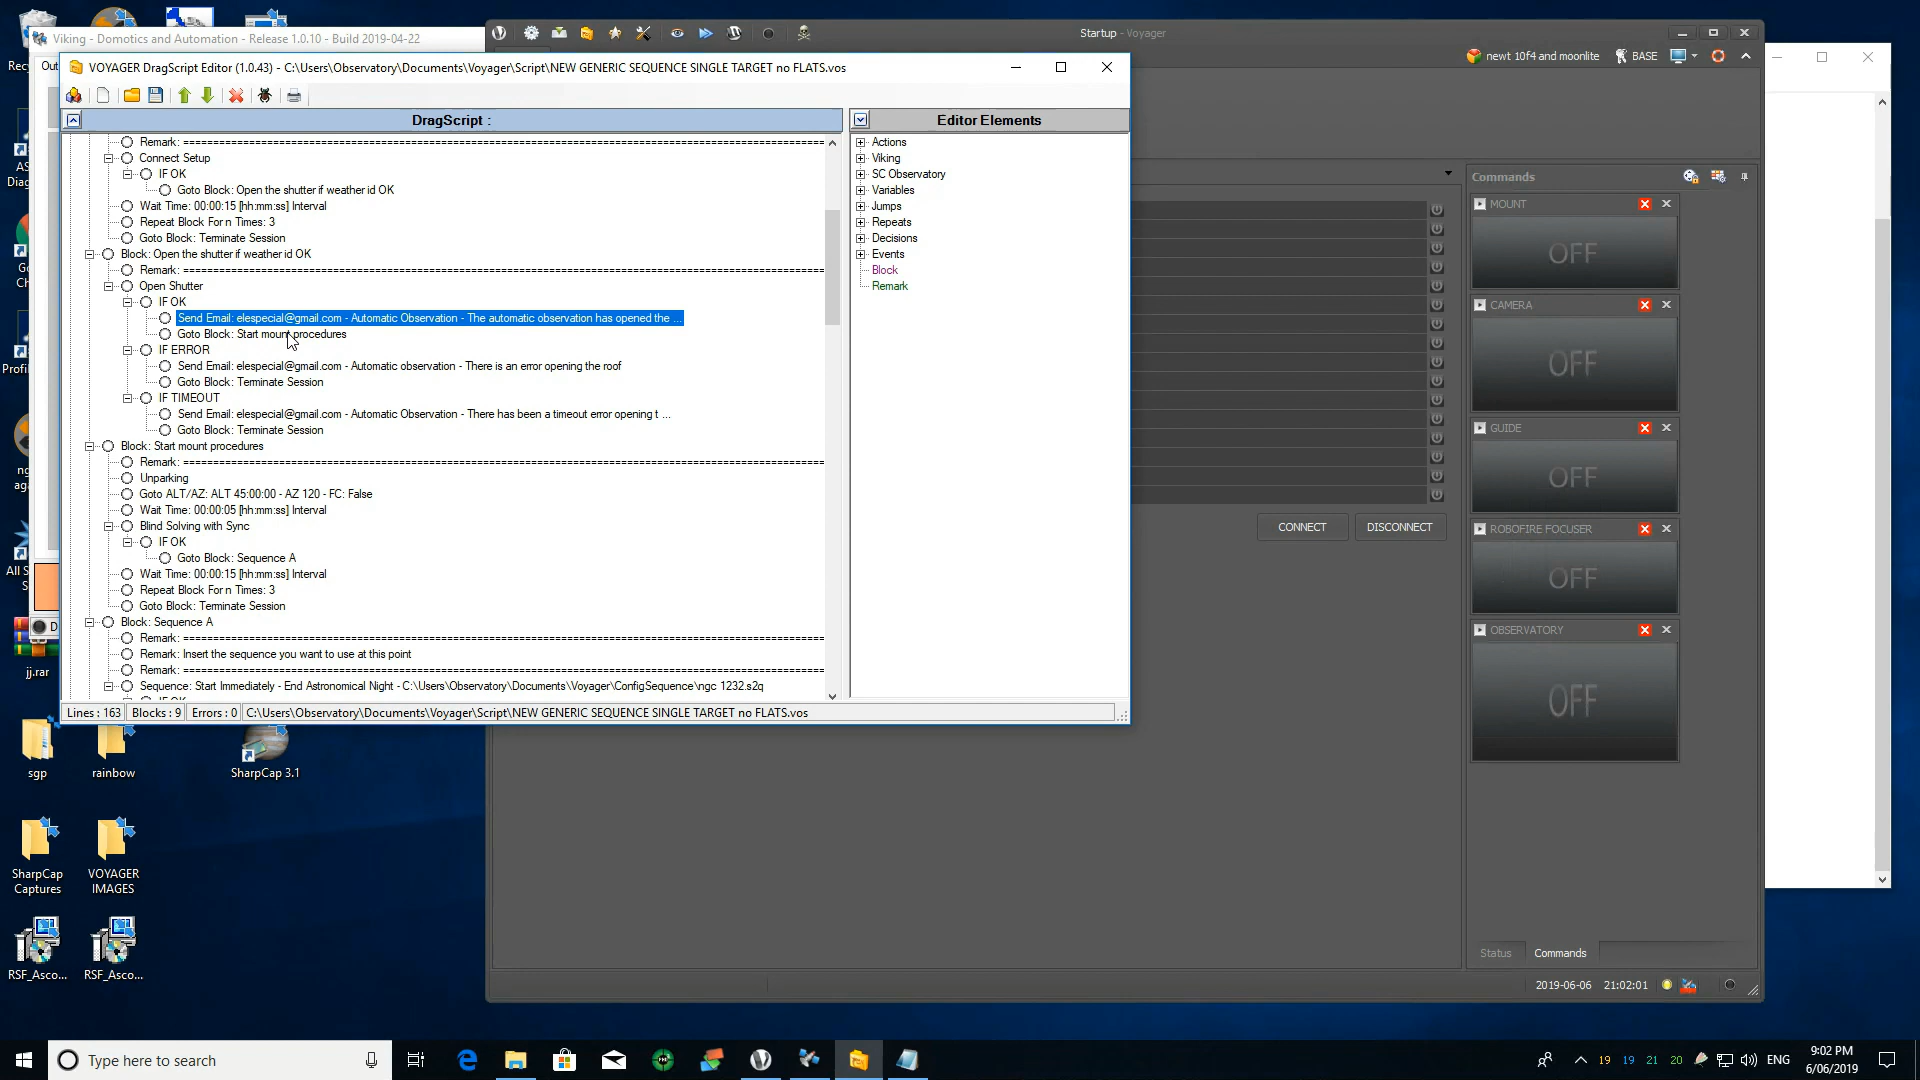 Viking - Domotics and Automation - Release 1.0.10 - Build 2019-04-22
Startup - Voyager
newt 10f4 and moonlite
BASE
VOYAGER DragScript Editor (1.0.43) - C:\Users\Observatory\Documents\Voyager\Script\NEW GENERIC SEQUENCE SINGLE TARGET no FLATS.vos
DragScript :
Remark: ================================================================
Connect Setup
IF OK
Goto Block: Open the shutter if weather id OK
Wait Time: 00:00:15 [hh:mm:ss] Interval
Repeat Block For n Times: 3
Goto Block: Terminate Session
Block: Open the shutter if weather id OK
Remark: ================================================================
Open Shutter
IF OK
Send Email: elespecial@gmail.com - Automatic Observation - The automatic observation has opened the ...
Goto Block: Start mount procedures
IF ERROR
Send Email: elespecial@gmail.com - Automatic observation - There is an error opening the roof
Goto Block: Terminate Session
IF TIMEOUT
Send Email: elespecial@gmail.com - Automatic Observation - There has been a timeout error opening t ...
Goto Block: Terminate Session
Block: Start mount procedures
Remark: ================================================================
Unparking
Goto ALT/AZ: ALT 45:00:00 - AZ 120 - FC: False
Wait Time: 00:00:05 [hh:mm:ss] Interval
Blind Solving with Sync
IF OK
Goto Block: Sequence A
Wait Time: 00:00:15 [hh:mm:ss] Interval
Repeat Block For n Times: 3
Goto Block: Terminate Session
Block: Sequence A
Remark: ================================================================
Remark: Insert the sequence you want to use at this point
Remark: ================================================================
Sequence: Start Immediately - End Astronomical Night - C:\Users\Observatory\Documents\Voyager\ConfigSequence\ngc 1232.s2q
Lines : 163
Blocks : 9
Errors : 0
C:\Users\Observatory\Documents\Voyager\Script\NEW GENERIC SEQUENCE SINGLE TARGET no FLATS.vos
Editor Elements
Actions
Viking
SC Observatory
Variables
Jumps
Repeats
Decisions
Events
Block
Remark
CONNECT
DISCONNECT
Commands
MOUNT
OFF
CAMERA
OFF
GUIDE
OFF
ROBOFIRE FOCUSER
OFF
OBSERVATORY
OFF
Status
Commands
2019-06-06
21:02:01
jj.rar
sgp
rainbow
SharpCap 3.1
SharpCap
Captures
VOYAGER
IMAGES
RSF_Asco...
RSF_Asco...
Type here to search
19
19
21
20
ENG
9:02 PM
6/06/2019